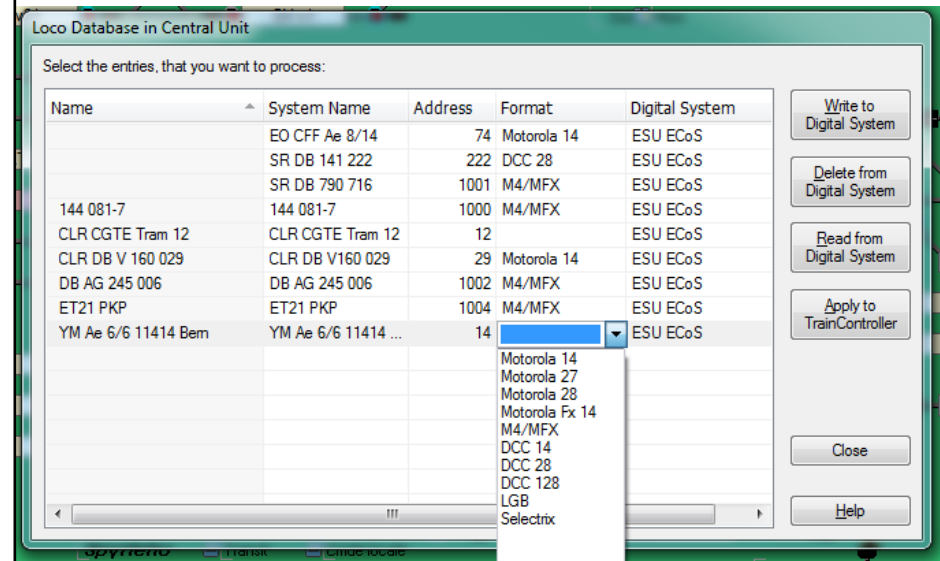 Loco Database in Central Unit
Select the entries, that you want to process:
Name System Name Address Format Digital System
EO CFF Ae 8/14 74 Motorola 14 ESU ECoS
SR DB 141 222 222 DCC 28 ESU ECoS
SR DB 790 716 1001 M4/MFX ESU ECoS
144 081-7 144 081-7 1000 M4/MFX ESU ECoS
CLR CGTE Tram 12 CLR CGTE Tram 12 12 ESU ECoS
CLR DB V 160 029 CLR DB V160 029 29 Motorola 14 ESU ECoS
DB AG 245 006 DB AG 245 006 1002 M4/MFX ESU ECoS
ET21 PKP ET21 PKP 1004 M4/MFX ESU ECoS
YM Ae 6/6 11414 Bern YM Ae 6/6 11414 ... 14 ESU ECoS
Motorola 14
Motorola 27
Motorola 28
Motorola Fx 14
M4/MFX
DCC 14
DCC 28
DCC 128
LGB
Selectrix
Write to
Digital System
Delete from
Digital System
Read from
Digital System
Apply to
TrainController
Close
Help